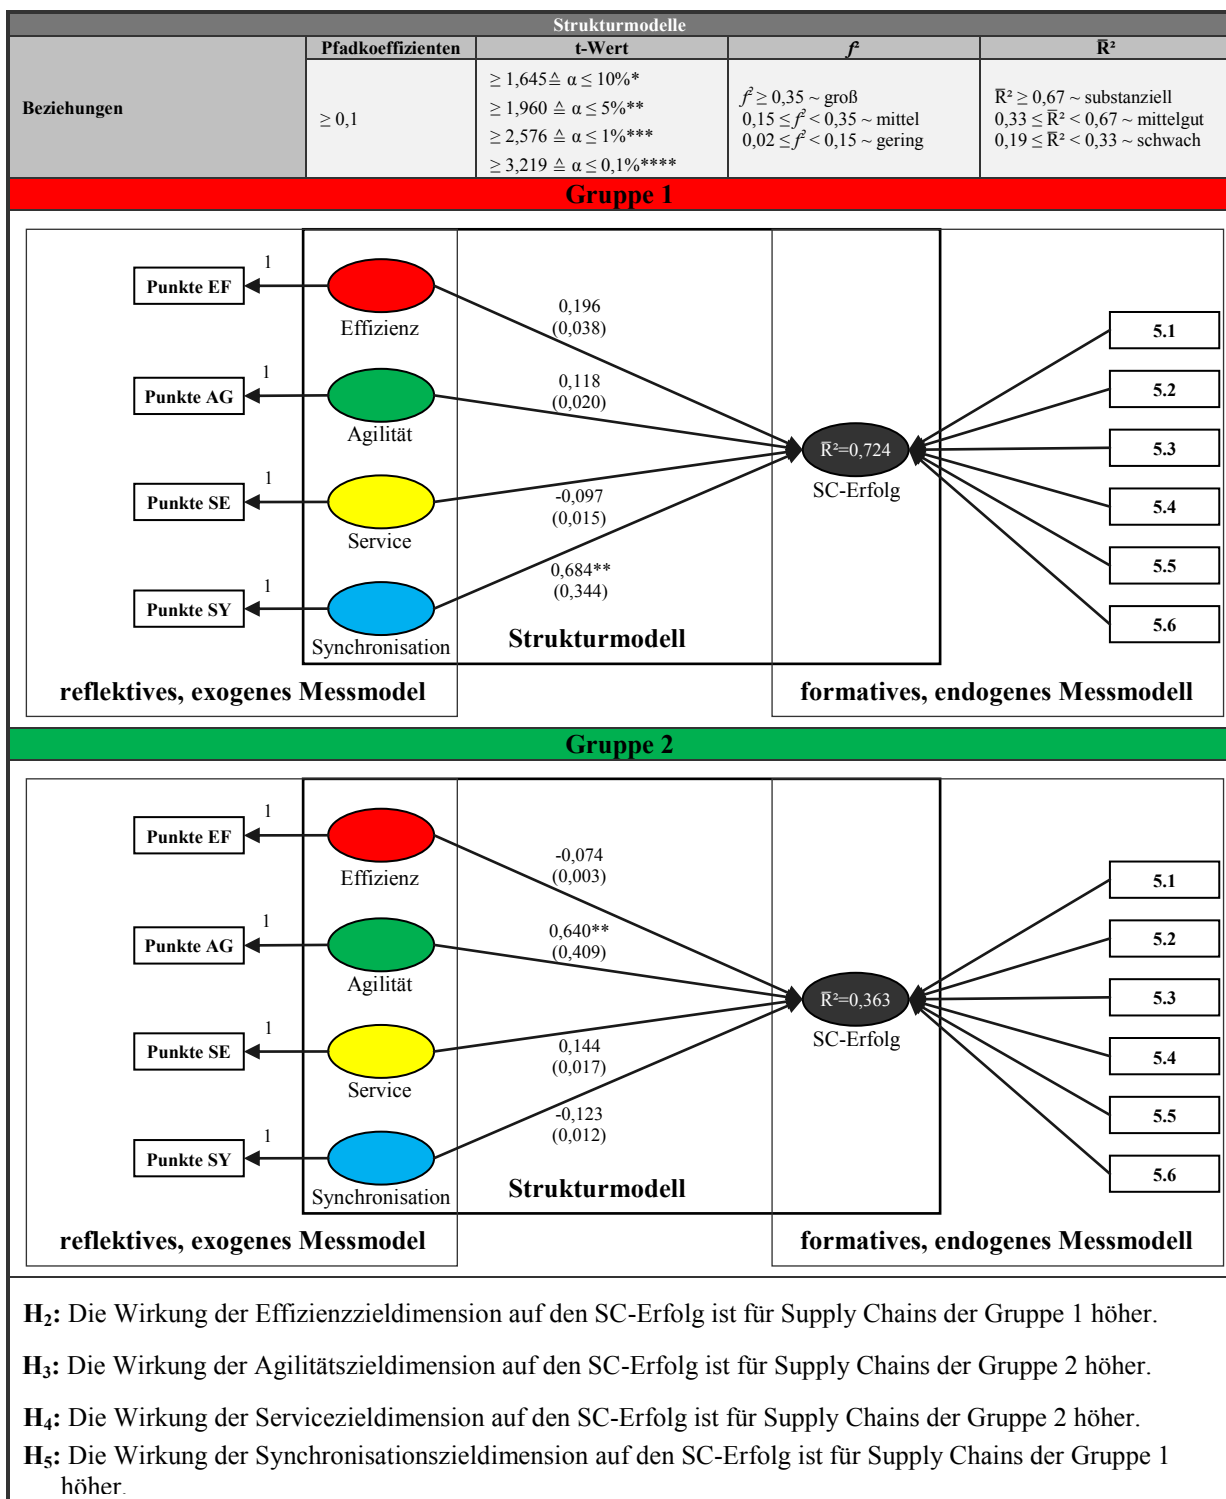 Strukturmodelle
Beziehungen
Pfadkoeffizienten
t-Wert
f²
R̅²
≥ 0,1
≥ 1,645 ≙ α ≤ 10%*
≥ 1,960 ≙ α ≤ 5%**
≥ 2,576 ≙ α ≤ 1%***
≥ 3,219 ≙ α ≤ 0,1%****
f² ≥ 0,35 ~ groß
0,15 ≤ f² < 0,35 ~ mittel
0,02 ≤ f² < 0,15 ~ gering
R̅² ≥ 0,67 ~ substanziell
0,33 ≤ R̅² < 0,67 ~ mittelgut
0,19 ≤ R̅² < 0,33 ~ schwach
Gruppe 1
Punkte EF
1
Effizienz
Punkte AG
1
Agilität
Punkte SE
1
Service
Punkte SY
1
Synchronisation
0,196
(0,038)
0,118
(0,020)
-0,097
(0,015)
0,684**
(0,344)
R̅²=0,724
SC-Erfolg
5.1
5.2
5.3
5.4
5.5
5.6
Strukturmodell
reflektives, exogenes Messmodel
formatives, endogenes Messmodell
Gruppe 2
Punkte EF
1
Effizienz
Punkte AG
1
Agilität
Punkte SE
1
Service
Punkte SY
1
Synchronisation
-0,074
(0,003)
0,640**
(0,409)
0,144
(0,017)
-0,123
(0,012)
R̅²=0,363
SC-Erfolg
5.1
5.2
5.3
5.4
5.5
5.6
Strukturmodell
reflektives, exogenes Messmodel
formatives, endogenes Messmodell
H₂: Die Wirkung der Effizienzzieldimension auf den SC-Erfolg ist für Supply Chains der Gruppe 1 höher.
H₃: Die Wirkung der Agilitätszieldimension auf den SC-Erfolg ist für Supply Chains der Gruppe 2 höher.
H₄: Die Wirkung der Servicezieldimension auf den SC-Erfolg ist für Supply Chains der Gruppe 2 höher.
H₅: Die Wirkung der Synchronisationszieldimension auf den SC-Erfolg ist für Supply Chains der Gruppe 1
höher.